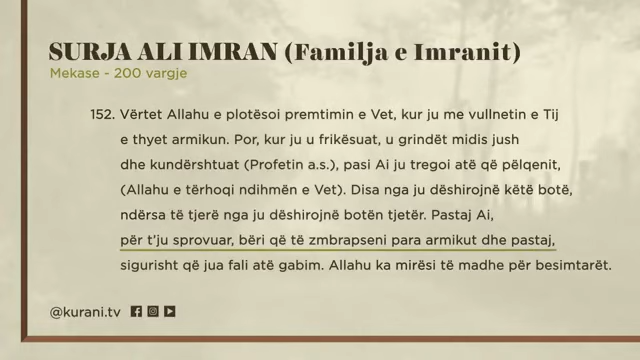 SURJA ALI IMRAN (Familja e Imranit)
Mekase - 200 vargje
152. Vërtet Allahu e plotësoi premtimin e Vet, kur ju me vullnetin e Tij
e thyet armikun. Por, kur ju u frikësuat, u grindët midis jush
dhe kundërshtuat (Profetin a.s.), pasi Ai ju tregoi atë që pëlqenit,
(Allahu e tërhoqi ndihmën e Vet). Disa nga ju dëshirojnë këtë botë,
ndërsa të tjerë nga ju dëshirojnë botën tjetër. Pastaj Ai,
për t'ju sprovuar, bëri që të zmbrapseni para armikut dhe pastaj,
sigurisht që jua fali atë gabim. Allahu ka mirësi të madhe për besimtarët.
@kurani.tv